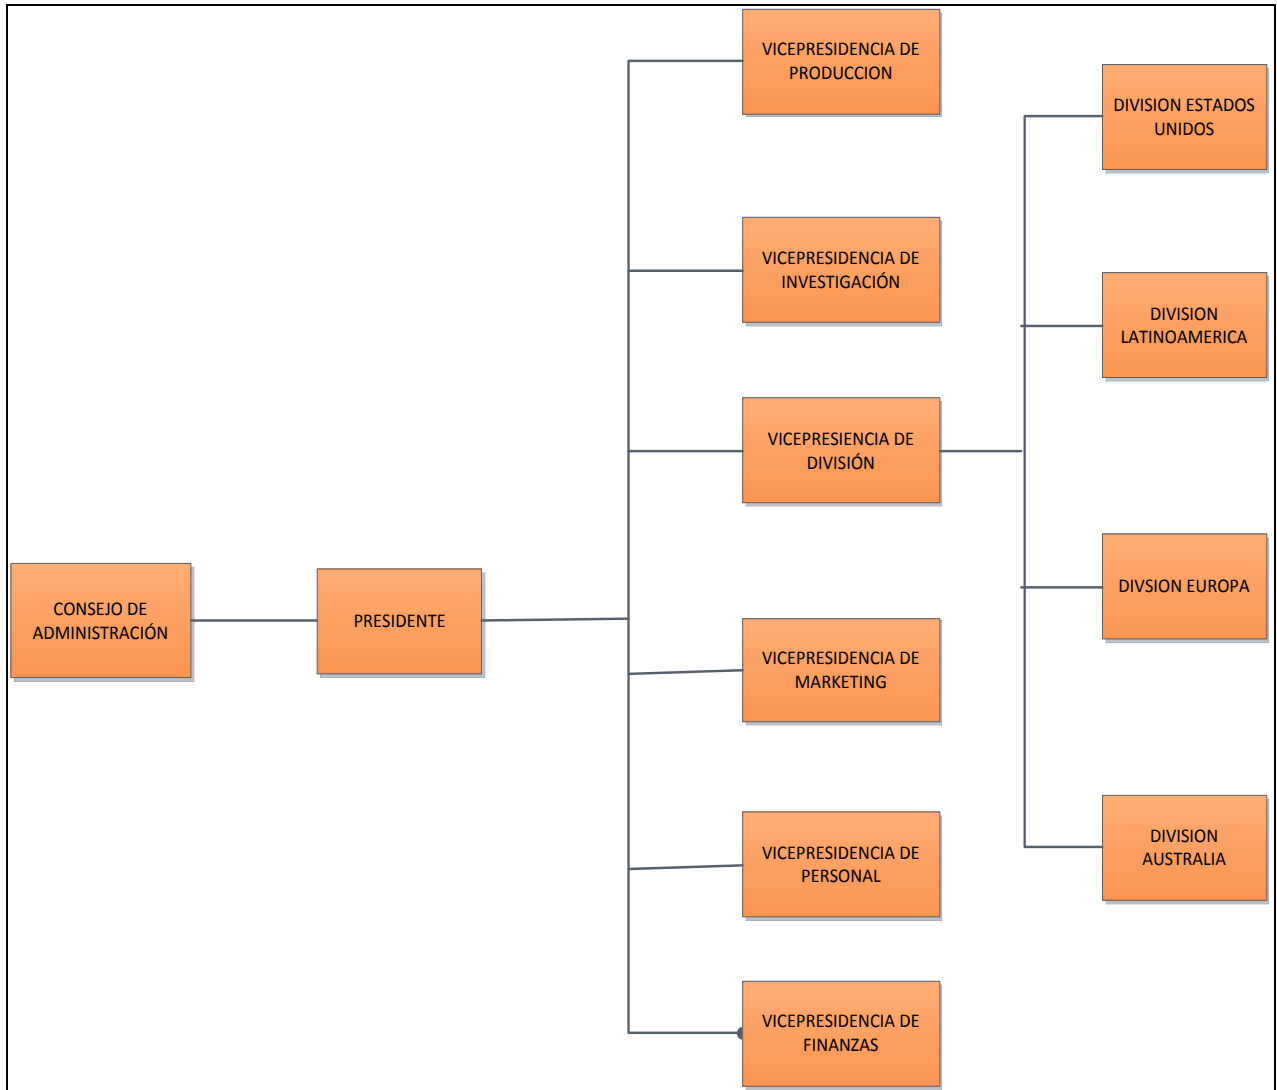 CONSEJO DE
ADMINISTRACIÓN
PRESIDENTE
VICEPRESIDENCIA DE
PRODUCCION
VICEPRESIDENCIA DE
INVESTIGACIÓN
VICEPRESIENCIA DE
DIVISIÓN
VICEPRESIDENCIA DE
MARKETING
VICEPRESIDENCIA DE
PERSONAL
VICEPRESIDENCIA DE
FINANZAS
DIVISION ESTADOS
UNIDOS
DIVISION
LATINOAMERICA
DIVSION EUROPA
DIVISION
AUSTRALIA